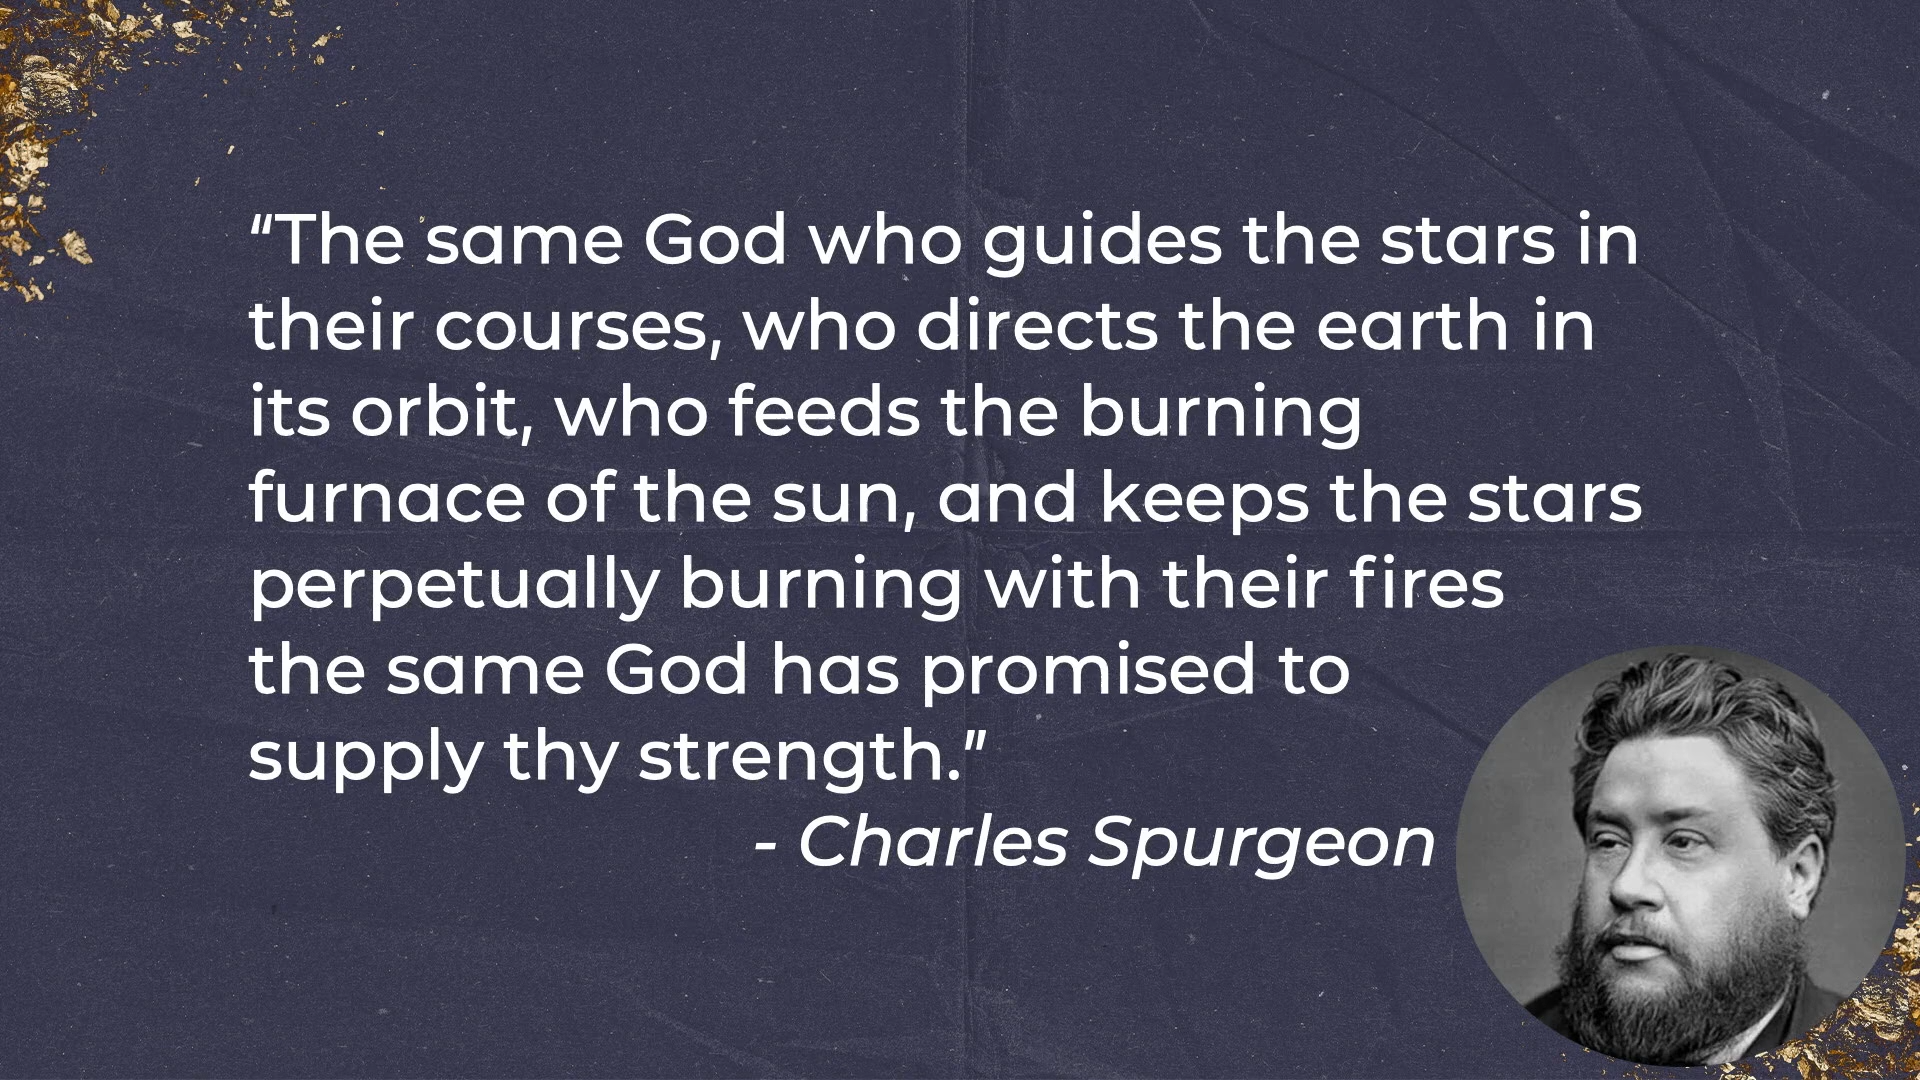 “The same God who guides the stars in
their courses, who directs the earth in
its orbit, who feeds the burning
furnace of the sun, and keeps the stars
perpetually burning with their fires
the same God has promised to
supply thy strength.”
- Charles Spurgeon